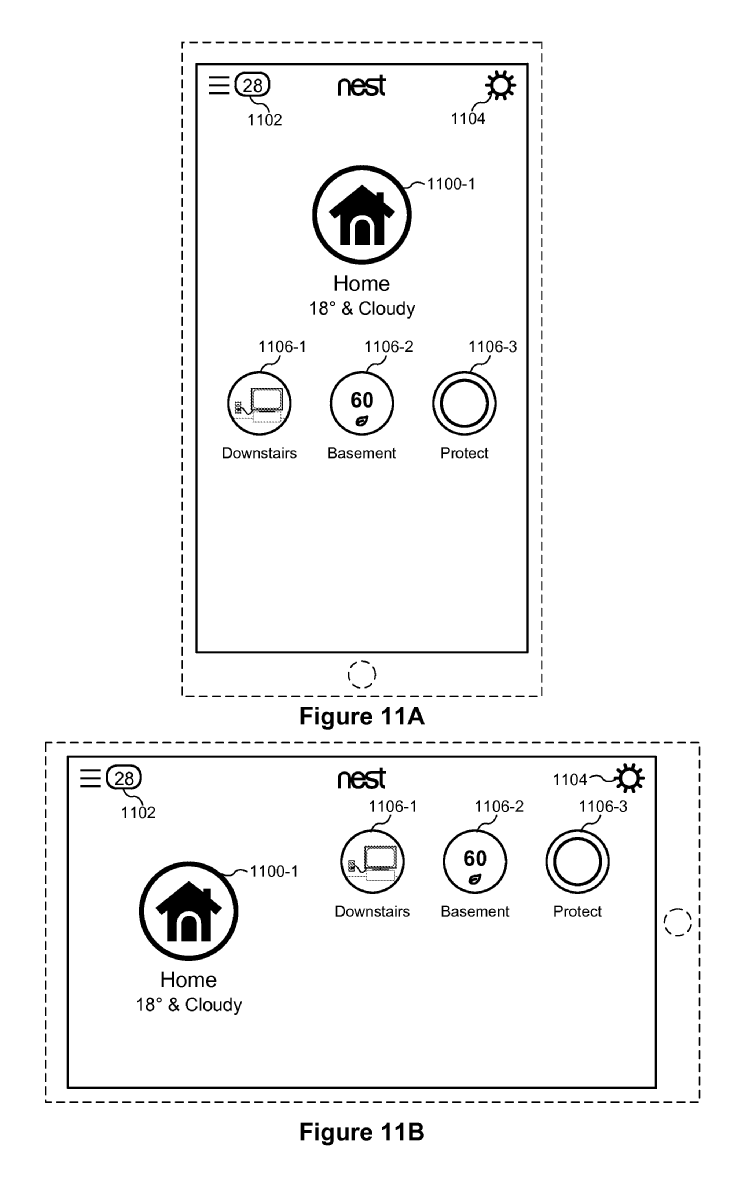 28 nest
1102 1104
1100-1
Home
18° & Cloudy
1106-1 1106-2 1106-3
60
Downstairs Basement Protect
Figure 11A
28 nest 1104
1102 1106-1 1106-2 1106-3
60
1100-1
Downstairs Basement Protect
Home
18° & Cloudy
Figure 11B